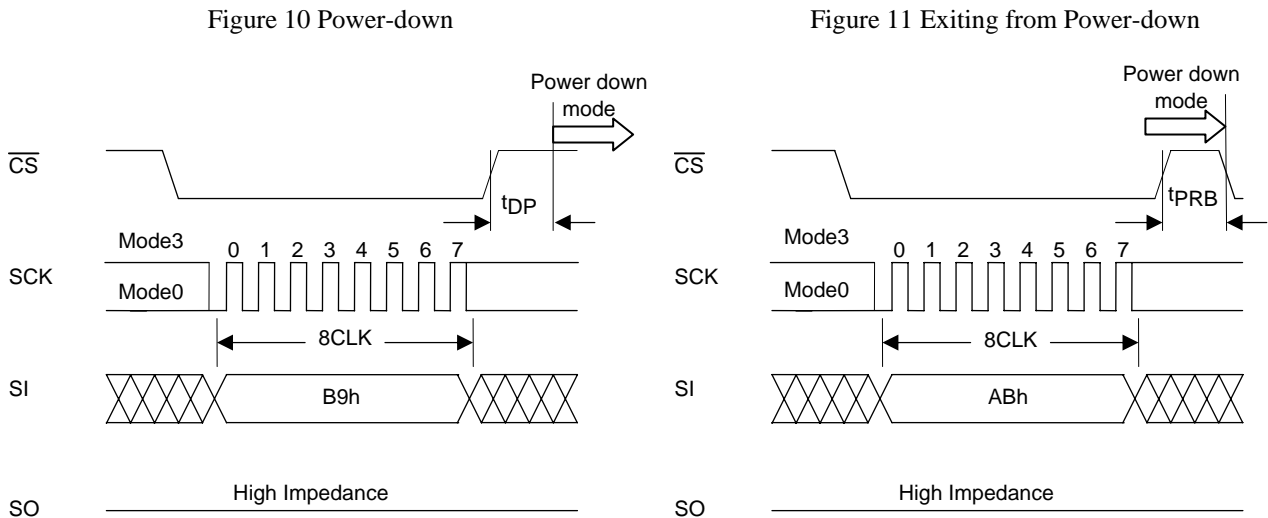 Figure 10 Power-down
Power down
mode
CS
tDP
Mode3
0 1 2 3 4 5 6 7
SCK
Mode0
8CLK
SI
B9h
High Impedance
SO
Figure 11 Exiting from Power-down
Power down
mode
CS
tPRB
Mode3
0 1 2 3 4 5 6 7
SCK
Mode0
8CLK
SI
ABh
High Impedance
SO